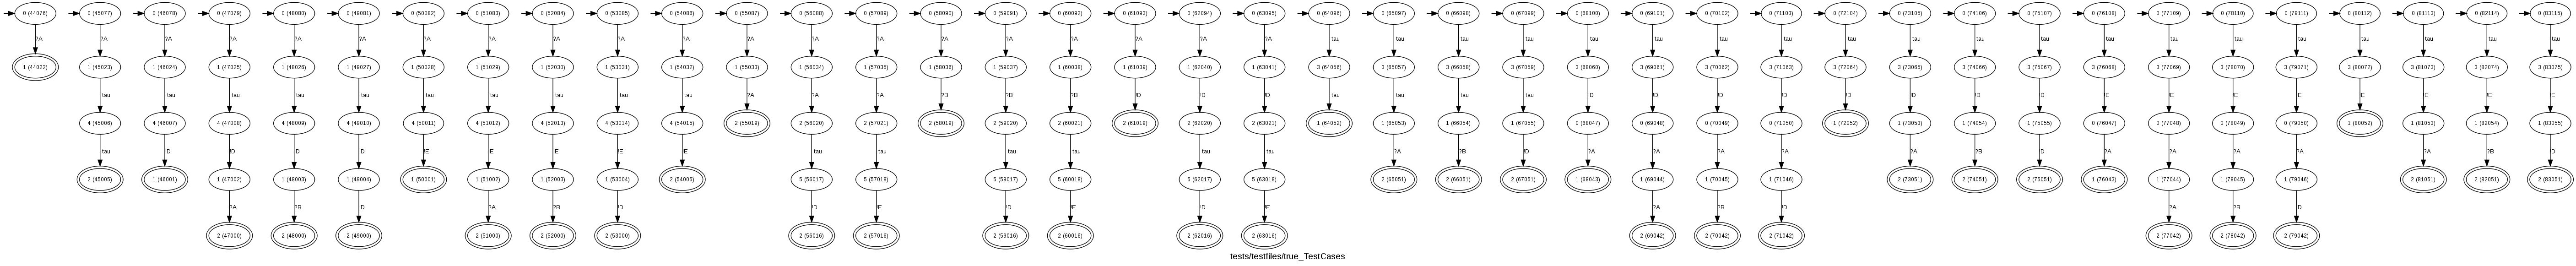 0 (44076) 0 (45077) 0 (46078) 0 (47079) 0 (48080) 0 (49081) 0 (50082) 0 (51083) 0 (52084) 0 (53085) 0 (54086) 0 (55087) 0 (56088) 0 (57089) 0 (58090) 0 (59091) 0 (60092) 0 (61093) 0 (62094) 0 (63095) 0 (64096) 0 (65097) 0 (66098) 0 (67099) 0 (68100) 0 (69101) 0 (70102) 0 (71103) 0 (72104) 0 (73105) 0 (74106) 0 (75107) 0 (76108) 0 (77109) 0 (78110) 0 (79111) 0 (80112) 0 (81113) 0 (82114) 0 (83115)
?A ?A ?A ?A ?A ?A ?A ?A ?A ?A ?A ?A ?A ?A ?A ?A ?A ?A ?A ?A tau tau tau tau tau tau tau tau tau tau tau tau tau tau tau tau tau tau tau tau
1 (44022) 1 (45023) 1 (46024) 1 (47025) 1 (48026) 1 (49027) 1 (50028) 1 (51029) 1 (52030) 1 (53031) 1 (54032) 1 (55033) 1 (56034) 1 (57035) 1 (58036) 1 (59037) 1 (60038) 1 (61039) 1 (62040) 1 (63041) 3 (64056) 3 (65057) 3 (66058) 3 (67059) 3 (68060) 3 (69061) 3 (70062) 3 (71063) 3 (72064) 3 (73065) 3 (74066) 3 (75067) 3 (76068) 3 (77069) 3 (78070) 3 (79071) 3 (80072) 3 (81073) 3 (82074) 3 (83075)
tau tau tau tau tau tau tau tau tau tau ?A ?A ?A ?B ?B ?B !D !D !D tau tau tau tau !D !D !D !D !D !D !D !D !E !E !E !E !E !E !E !E
4 (45006) 4 (46007) 4 (47008) 4 (48009) 4 (49010) 4 (50011) 4 (51012) 4 (52013) 4 (53014) 4 (54015) 2 (55019) 2 (56020) 2 (57021) 2 (58019) 2 (59020) 2 (60021) 2 (61019) 2 (62020) 2 (63021) 1 (64052) 1 (65053) 1 (66054) 1 (67055) 0 (68047) 0 (69048) 0 (70049) 0 (71050) 1 (72052) 1 (73053) 1 (74054) 1 (75055) 0 (76047) 0 (77048) 0 (78049) 0 (79050) 1 (80052) 1 (81053) 1 (82054) 1 (83055)
tau !D !D !D !D !E !E !E !E !E tau tau tau tau tau tau ?A ?B !D ?A ?A ?A ?A ?A ?B !D ?A ?A ?A ?A ?A ?B !D
2 (45005) 1 (46001) 1 (47002) 1 (48003) 1 (49004) 1 (50001) 1 (51002) 1 (52003) 1 (53004) 2 (54005) 5 (56017) 5 (57018) 5 (59017) 5 (60018) 5 (62017) 5 (63018) 2 (65051) 2 (66051) 2 (67051) 1 (68043) 1 (69044) 1 (70045) 1 (71046) 2 (73051) 2 (74051) 2 (75051) 1 (76043) 1 (77044) 1 (78045) 1 (79046) 2 (81051) 2 (82051) 2 (83051)
?A ?B !D ?A ?B !D !D !E !D !E !D !E ?A ?B !D ?A ?B !D
2 (47000) 2 (48000) 2 (49000) 2 (51000) 2 (52000) 2 (53000) 2 (56016) 2 (57016) 2 (59016) 2 (60016) 2 (62016) 2 (63016) 2 (69042) 2 (70042) 2 (71042) 2 (77042) 2 (78042) 2 (79042)
tests/testfiles/true_TestCases